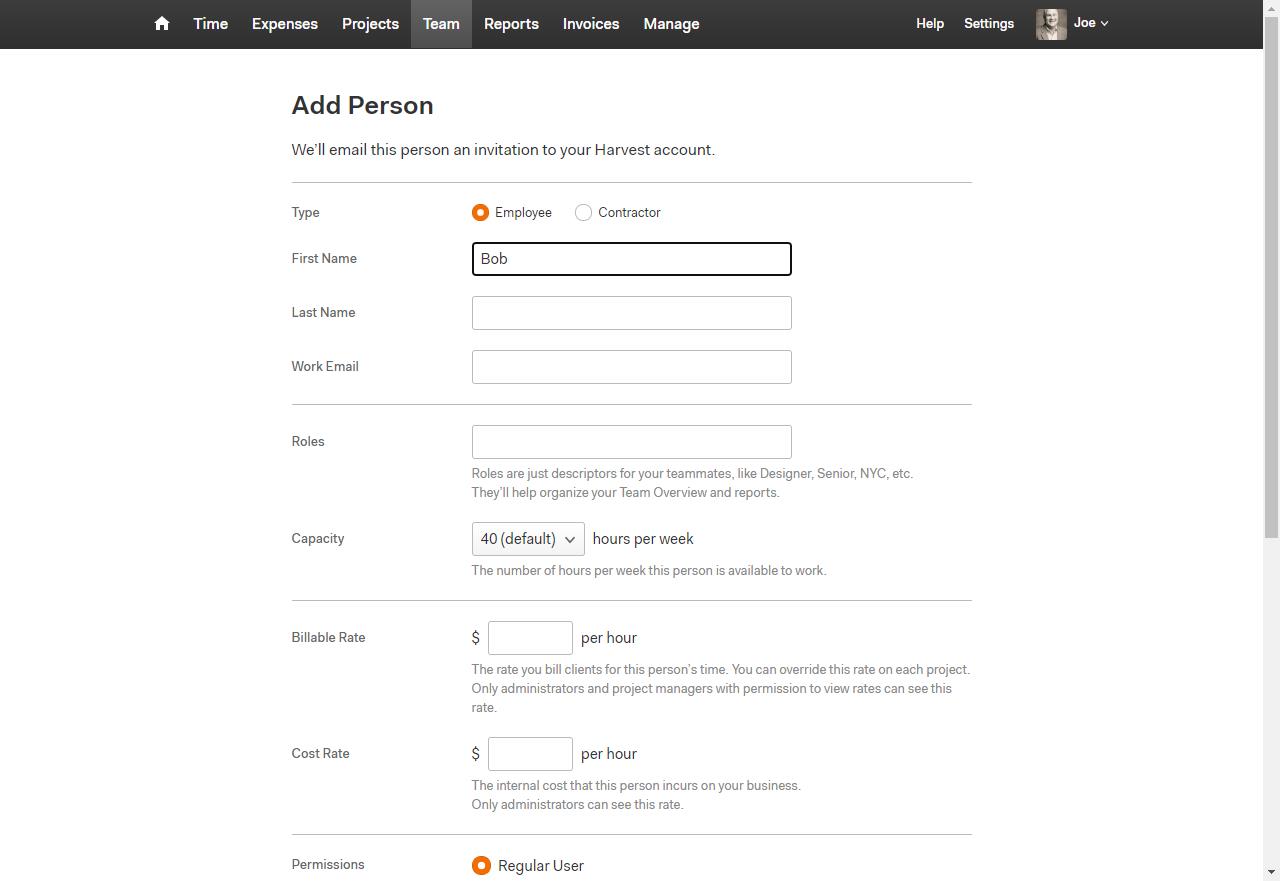 Time Expenses Projects Team Reports Invoices Manage Help Settings Joe
Add Person
We'll email this person an invitation to your Harvest account.
Type Employee Contractor
First Name Bob
Last Name
Work Email
Roles
Roles are just descriptors for your teammates, like Designer, Senior, NYC, etc.
They'll help organize your Team Overview and reports.
Capacity 40 (default) hours per week
The number of hours per week this person is available to work.
Billable Rate $ per hour
The rate you bill clients for this person's time. You can override this rate on each project.
Only administrators and project managers with permission to view rates can see this
rate.
Cost Rate $ per hour
The internal cost that this person incurs on your business.
Only administrators can see this rate.
Permissions Regular User